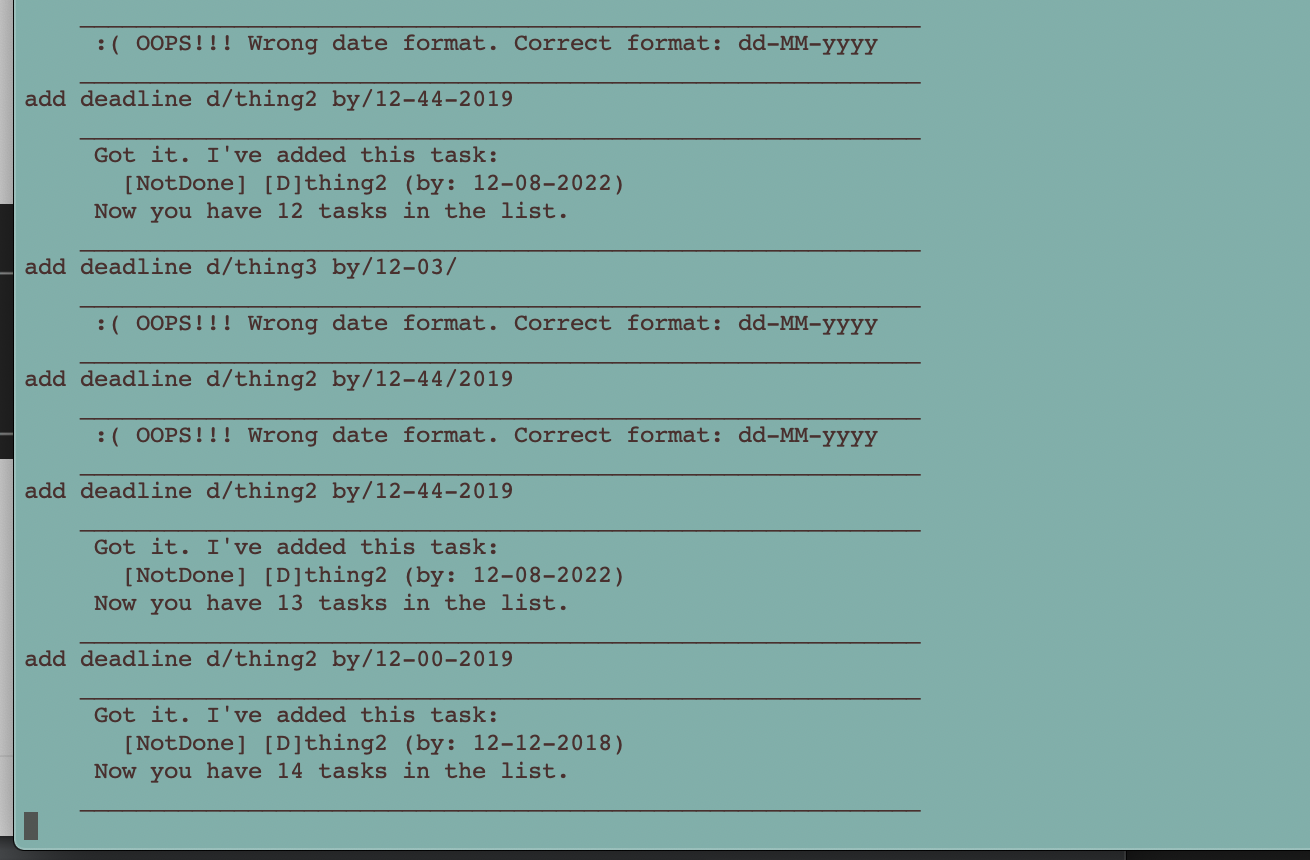 :( OOPS!!! Wrong date format. Correct format: dd-MM-yyyy
add deadline d/thing2 by/12-44-2019
Got it. I've added this task:
[NotDone] [D]thing2 (by: 12-08-2022)
Now you have 12 tasks in the list.
add deadline d/thing3 by/12-03/
:( OOPS!!! Wrong date format. Correct format: dd-MM-yyyy
add deadline d/thing2 by/12-44/2019
:( OOPS!!! Wrong date format. Correct format: dd-MM-yyyy
add deadline d/thing2 by/12-44-2019
Got it. I've added this task:
[NotDone] [D]thing2 (by: 12-08-2022)
Now you have 13 tasks in the list.
add deadline d/thing2 by/12-00-2019
Got it. I've added this task:
[NotDone] [D]thing2 (by: 12-12-2018)
Now you have 14 tasks in the list.